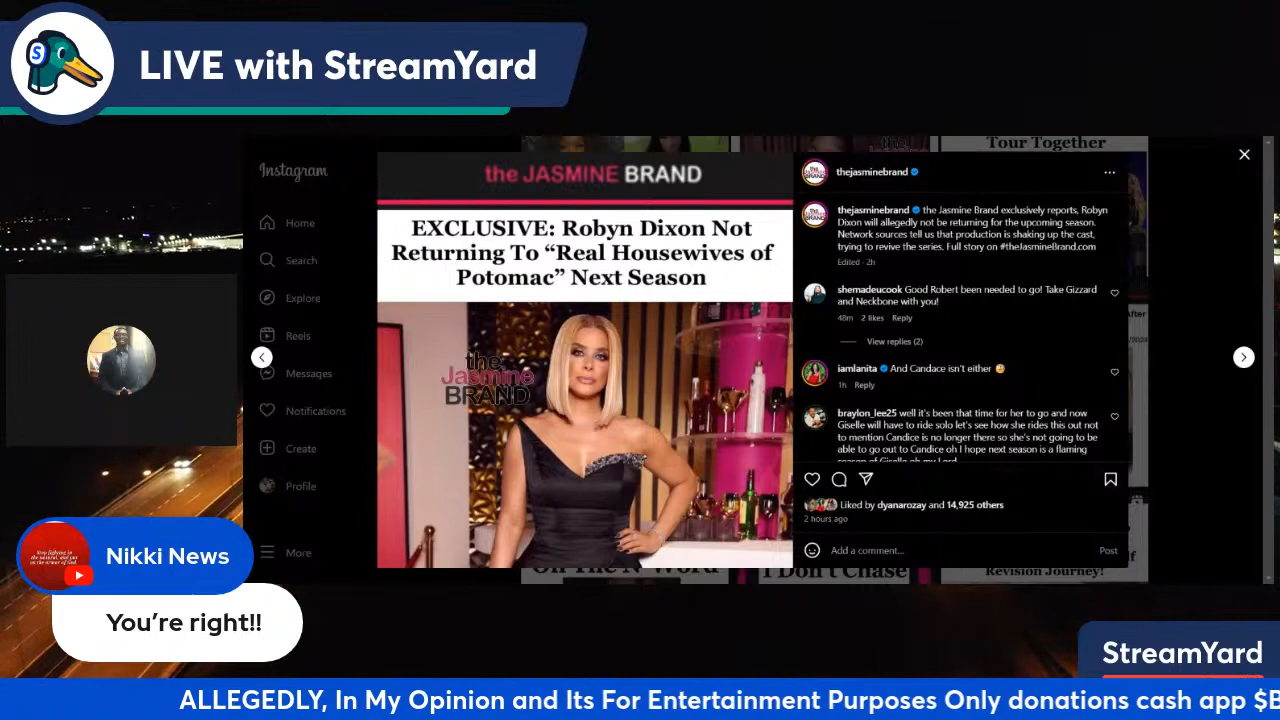 LIVE with StreamYard
Tour Together
Instagram
Home
Search
Explore
Reels
Messages
Notifications
Create
Profile
More
the JASMINE BRAND
EXCLUSIVE: Robyn Dixon Not
Returning To “Real Housewives of
Potomac” Next Season
the
Jasmine
BRAND
thejasminebrand
thejasminebrand the Jasmine Brand exclusively reports, Robyn
Dixon will allegedly not be returning for the upcoming season.
Network sources tell us that production is shaking up the cast,
trying to revive the series. Full story on #theJasmineBrand.com
Edited · 2h
shemadeucook Good Robert been needed to go! Take Gizzard
and Neckbone with you!
48m 2 likes Reply
View replies (2)
iamlanita And Candace isn't either
1h Reply
braylon_lee25 well it's been that time for her to go and now
Giselle will have to ride solo let's see how she rides this out not
to mention Candice is no longer there so she's not going to be
able to go out to Candice oh I hope next season is a flaming
season of Giselle oh my Lord
Liked by dyanarozay and 14,925 others
2 hours ago
Add a comment...
Post
I Don't Chase
Revision Journey!
Nikki News
You’re right!!
StreamYard
ALLEGEDLY, In My Opinion and Its For Entertainment Purposes Only donations cash app $B